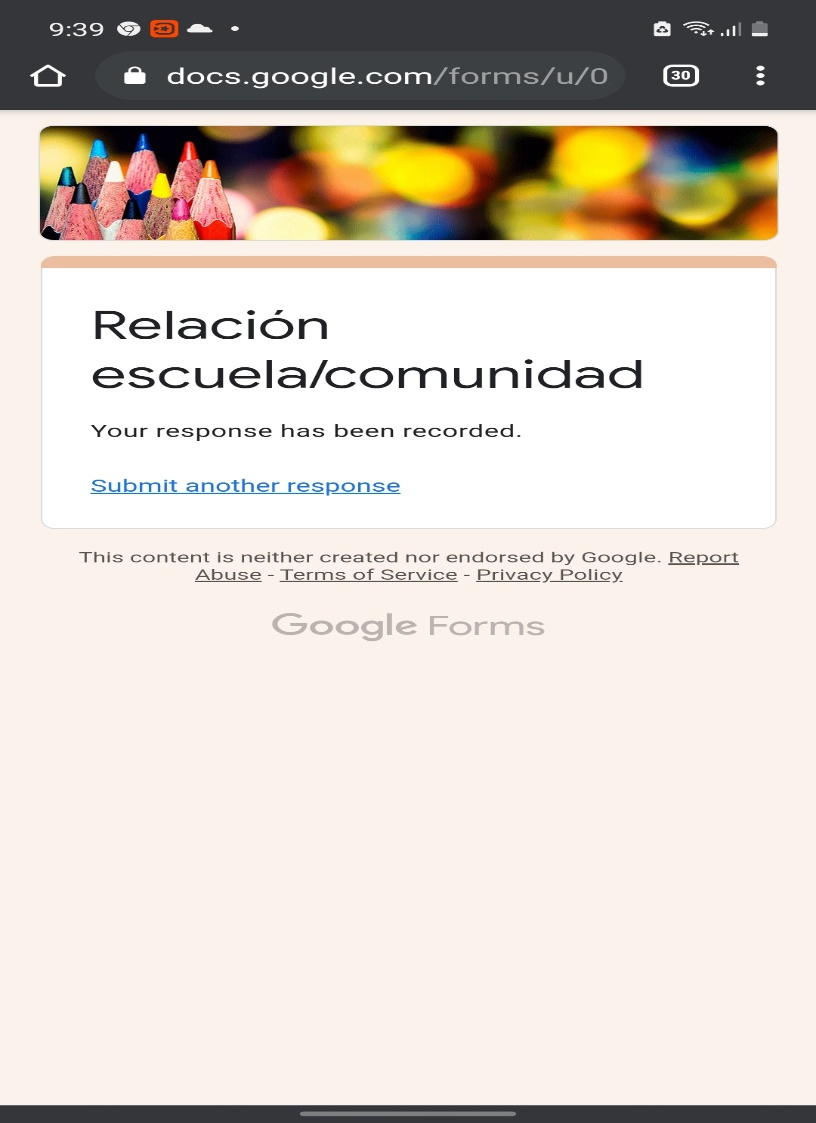 9:39
docs.google.com/forms/u/0
30
Relación
escuela/comunidad
Your response has been recorded.
Submit another response
This content is neither created nor endorsed by Google. Report
Abuse - Terms of Service - Privacy Policy
Google Forms